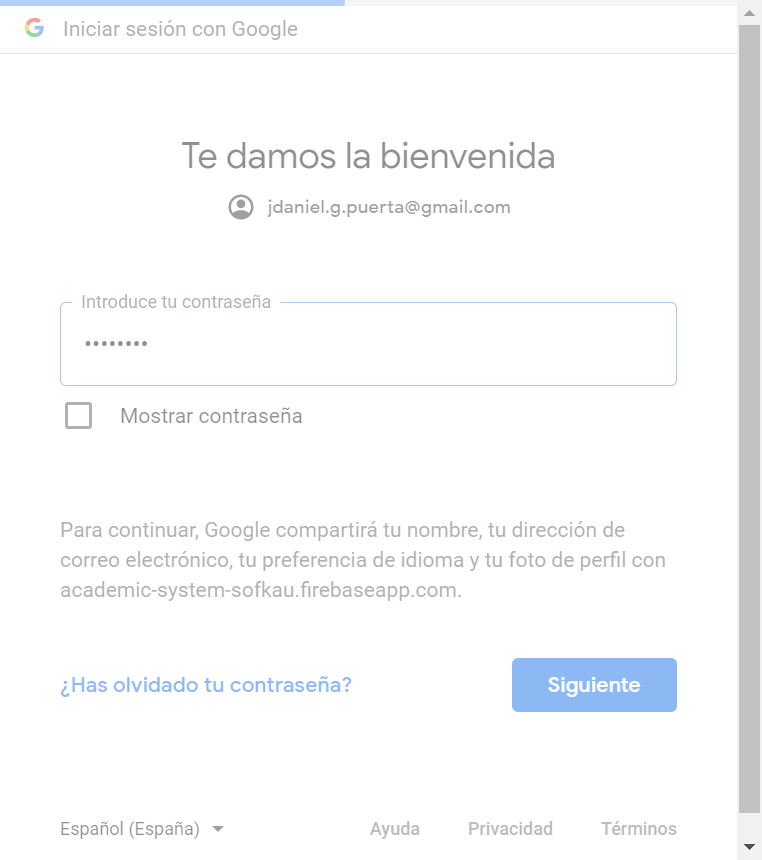 Iniciar sesión con Google
Te damos la bienvenida
jdaniel.g.puerta@gmail.com
Introduce tu contraseña
••••••••
Mostrar contraseña
Para continuar, Google compartirá tu nombre, tu dirección de
correo electrónico, tu preferencia de idioma y tu foto de perfil con
academic-system-sofkau.firebaseapp.com.
¿Has olvidado tu contraseña?
Siguiente
Español (España)
Ayuda
Privacidad
Términos